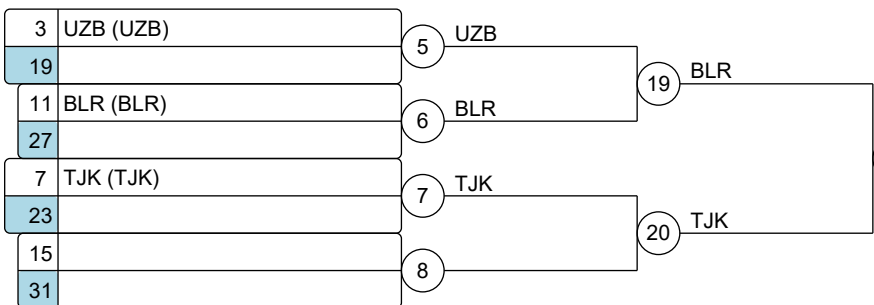 3 UZB (UZB)
19
5 UZB
11 BLR (BLR)
27
6 BLR
19 BLR
7 TJK (TJK)
23
7 TJK
15
31
8
20 TJK